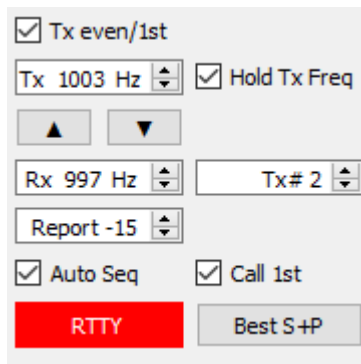 Tx even/1st
Tx 1003 Hz Hold Tx Freq
Rx 997 Hz Tx# 2
Report -15
Auto Seq Call 1st
RTTY Best S+P